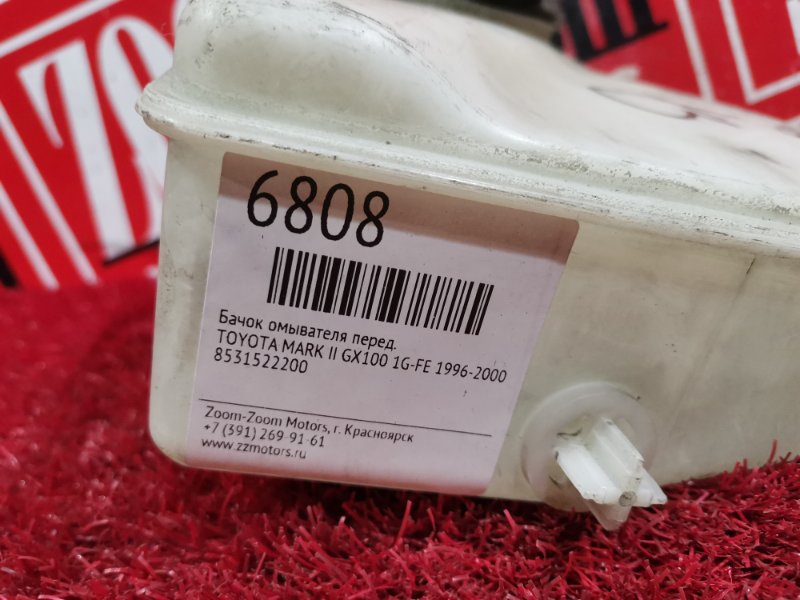 6808
Бачок омывателя перед.
TOYOTA MARK II GX100 1G-FE 1996-2000
8531522200
Zoom-Zoom Motors, г. Красноярск
+7 (391) 269-91-61
www.zzmotors.ru